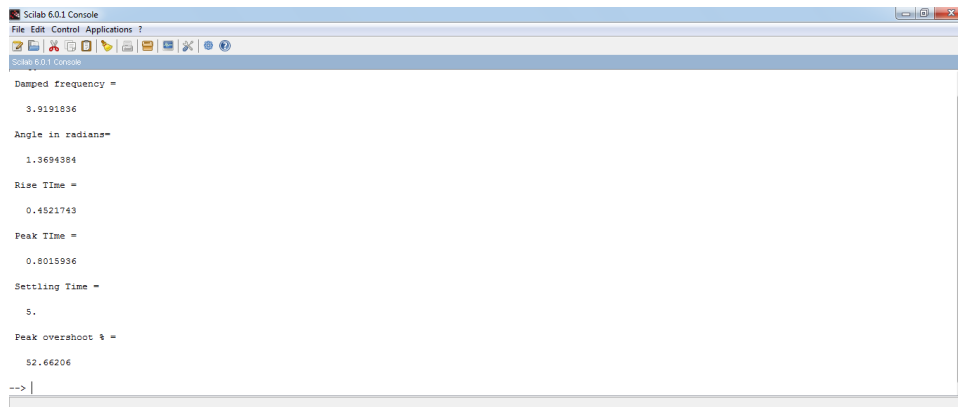 Scilab 6.0.1 Console
File Edit Control Applications ?
Scilab 6.0.1 Console
Damped frequency =
3.9191836
Angle in radians=
1.3694384
Rise TIme =
0.4521743
Peak TIme =
0.8015936
Settling Time =
5.
Peak overshoot % =
52.66206
-->